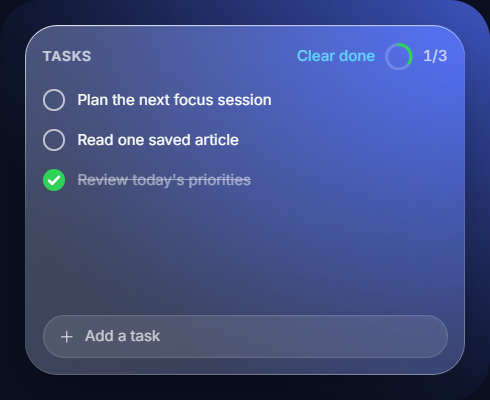 TASKS Clear done 1/3
Plan the next focus session
Read one saved article
Review today's priorities
+ Add a task